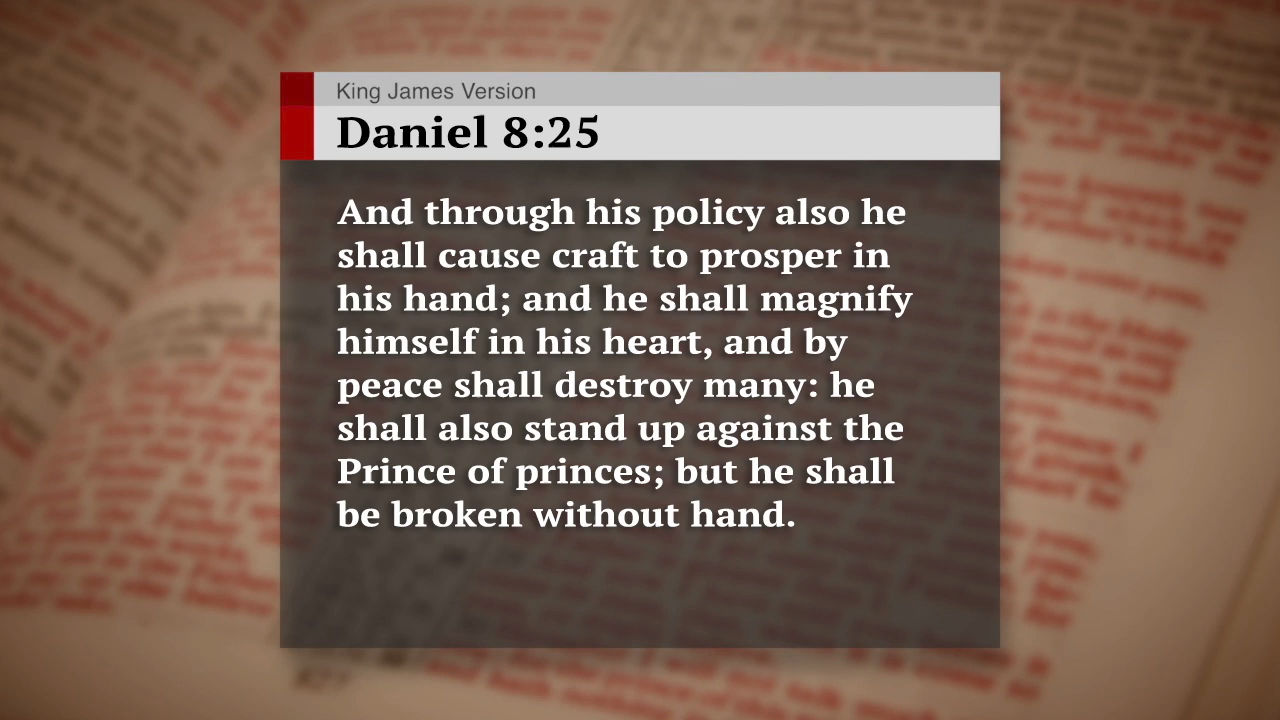 King James Version
Daniel 8:25
And through his policy also he
shall cause craft to prosper in
his hand; and he shall magnify
himself in his heart, and by
peace shall destroy many: he
shall also stand up against the
Prince of princes; but he shall
be broken without hand.